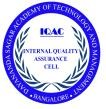 DAYANANDA SAGAR ACADEMY OF TECHNOLOGY AND MANAGEMENT
IQAC
INTERNAL QUALITY
ASSURANCE
CELL
BANGALORE